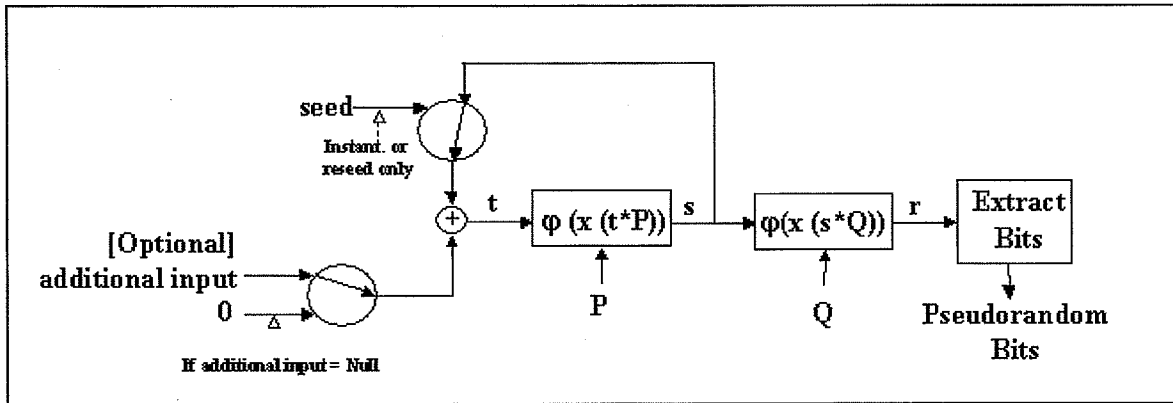 seed
Instant. or
reseed only
t
φ (x (t*P))
s
φ(x (s*Q))
r
Extract
Bits
+
[Optional]
additional input
0
P
Q
Pseudorandom
Bits
If additional input = Null